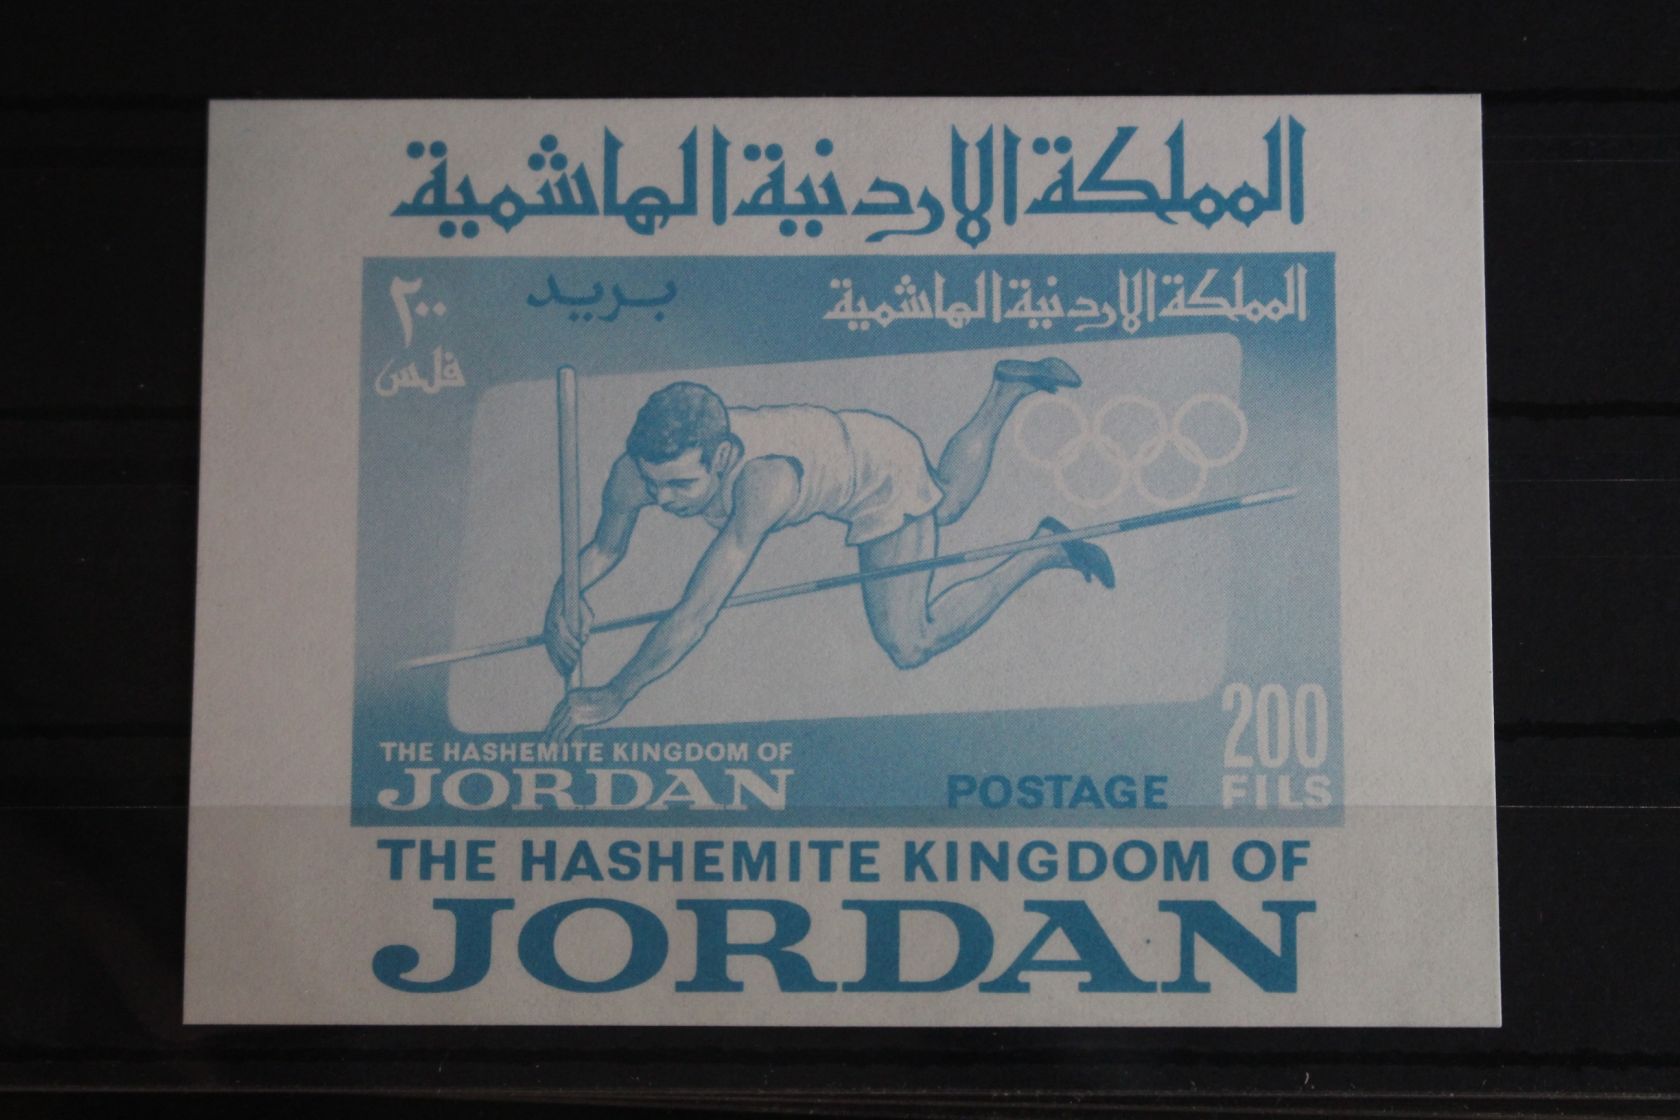 المملكة الاردنية الهاشمية
٢٠٠ بريد المملكة الاردنية الهاشمية
فلس
THE HASHEMITE KINGDOM OF
JORDAN
POSTAGE
200
FILS
THE HASHEMITE KINGDOM OF
JORDAN